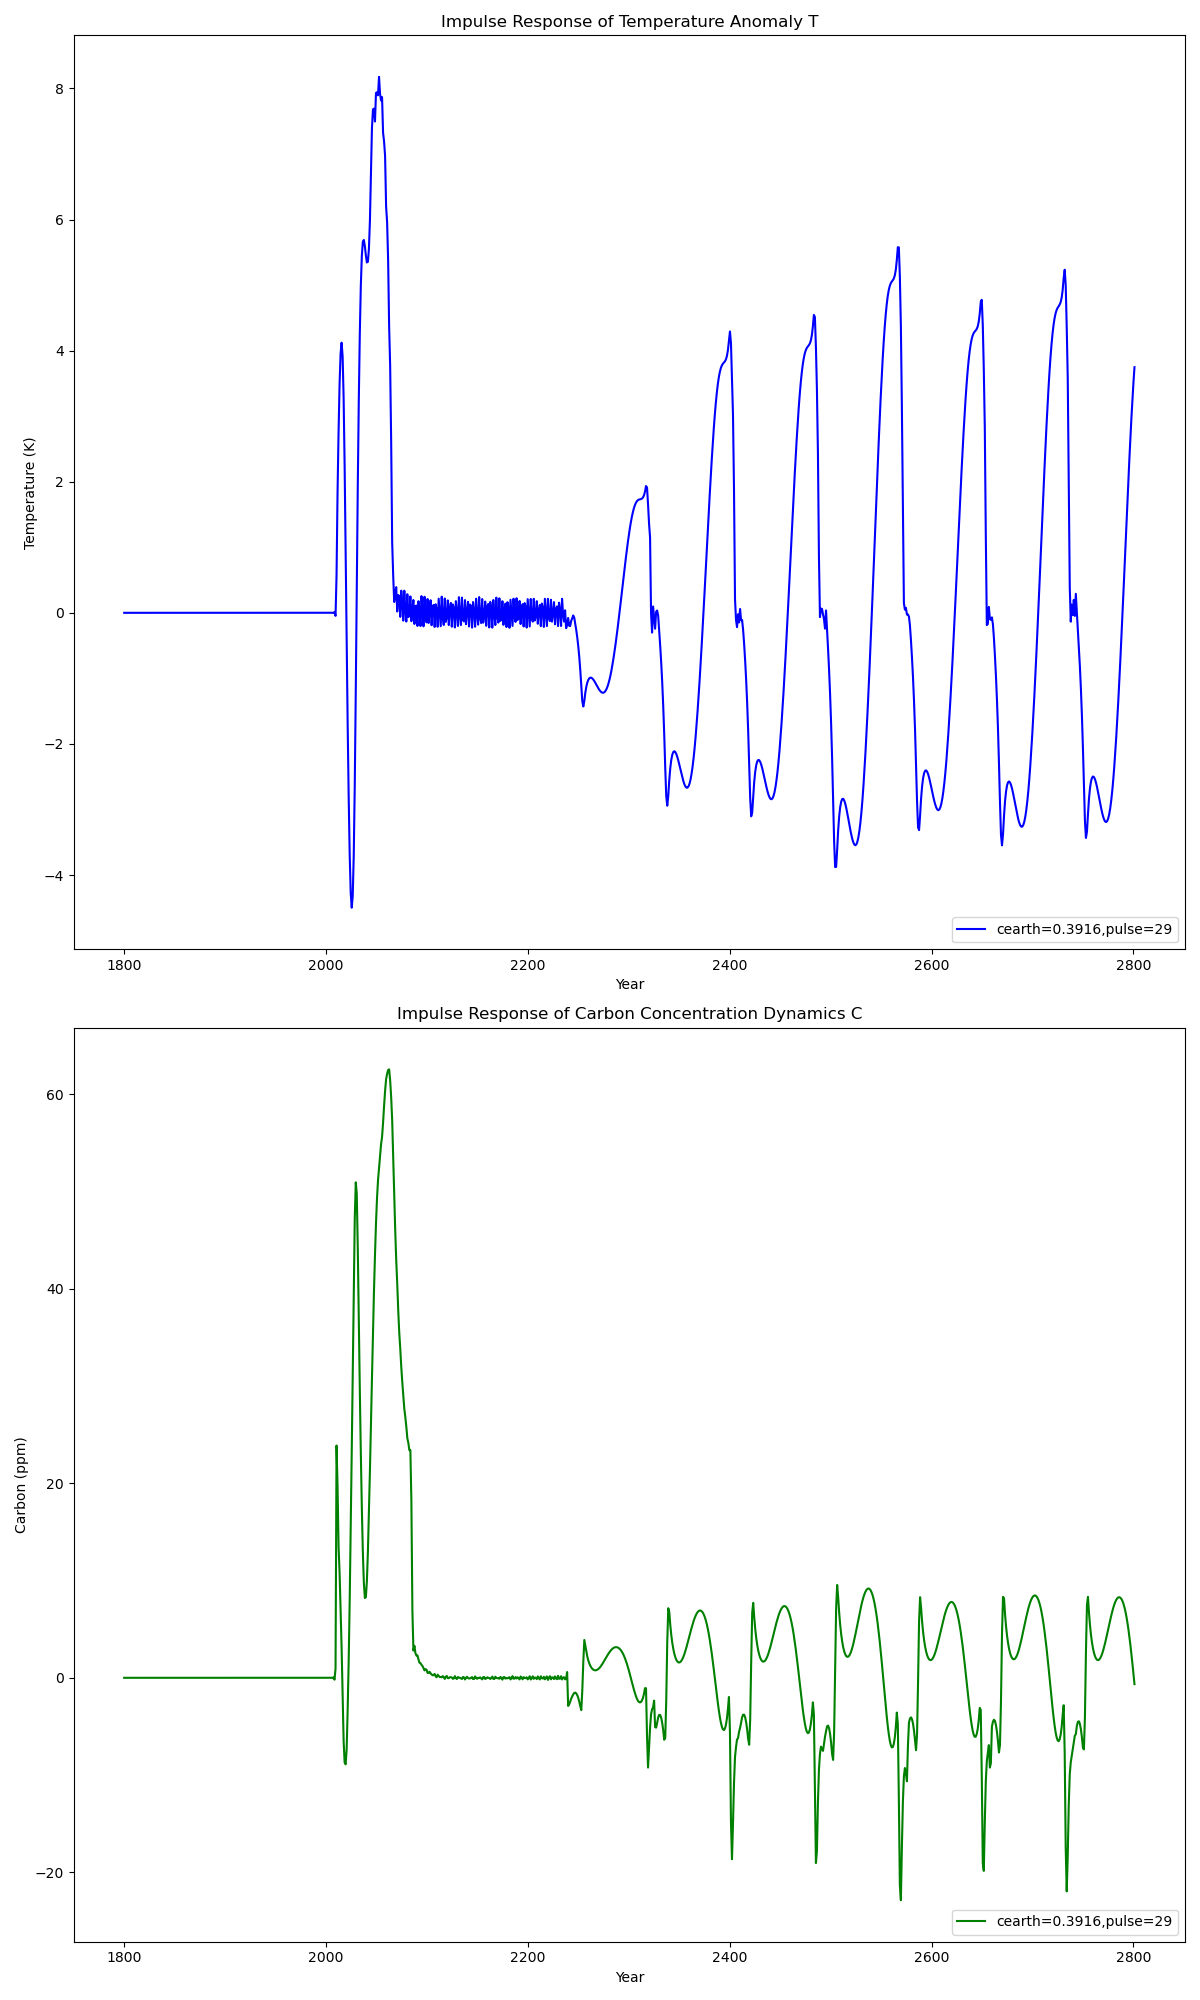 Impulse Response of Temperature Anomaly T
8
6
4
2
0
−2
−4
Temperature (K)
cearth=0.3916,pulse=29
1800 2000 2200 2400 2600 2800
Year
Impulse Response of Carbon Concentration Dynamics C
60
40
20
0
−20
Carbon (ppm)
cearth=0.3916,pulse=29
1800 2000 2200 2400 2600 2800
Year